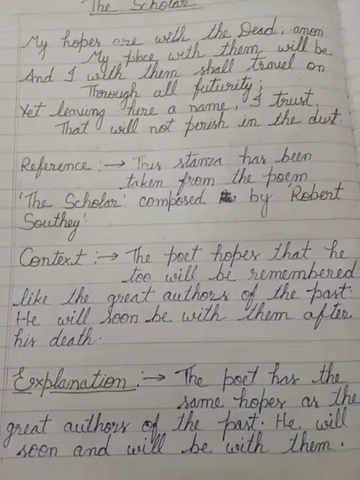 The Scholar
My hopes are with the Dead, anon
My place with them will be
And I with them shall travel on
Through all futurity;
Yet leaving here a name, I trust,
That will not perish in the dust.
Reference:→ This stanza has been
taken from the poem
'The Scholar' composed by 'Robert
Southey'
Context:→ The poet hopes that he
too will be remembered
like the great authors of the past.
He will soon be with them after
his death.
Explaination:→ The poet has the
same hopes as the
great authors of the past. He will
soon and will be with them.